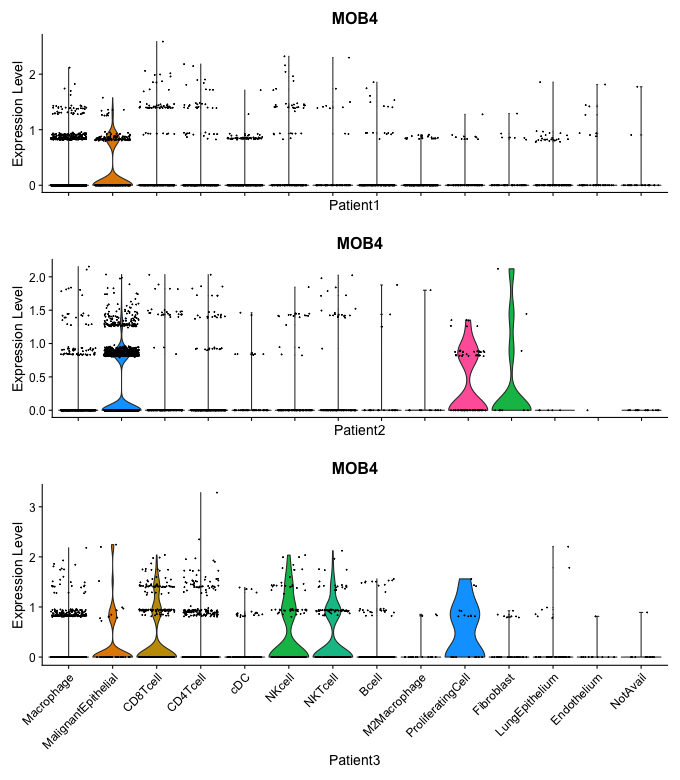 MOB4
Expression Level
2
1
0
Patient1
MOB4
Expression Level
2.0
1.5
1.0
0.5
0.0
Patient2
MOB4
Expression Level
3
2
1
0
Macrophage
MalignantEpithelial
CD8Tcell
CD4Tcell
cDC
NKcell
NKTcell
Bcell
M2Macrophage
ProliferatingCell
Fibroblast
LungEpithelium
Endothelium
NotAvail
Patient3